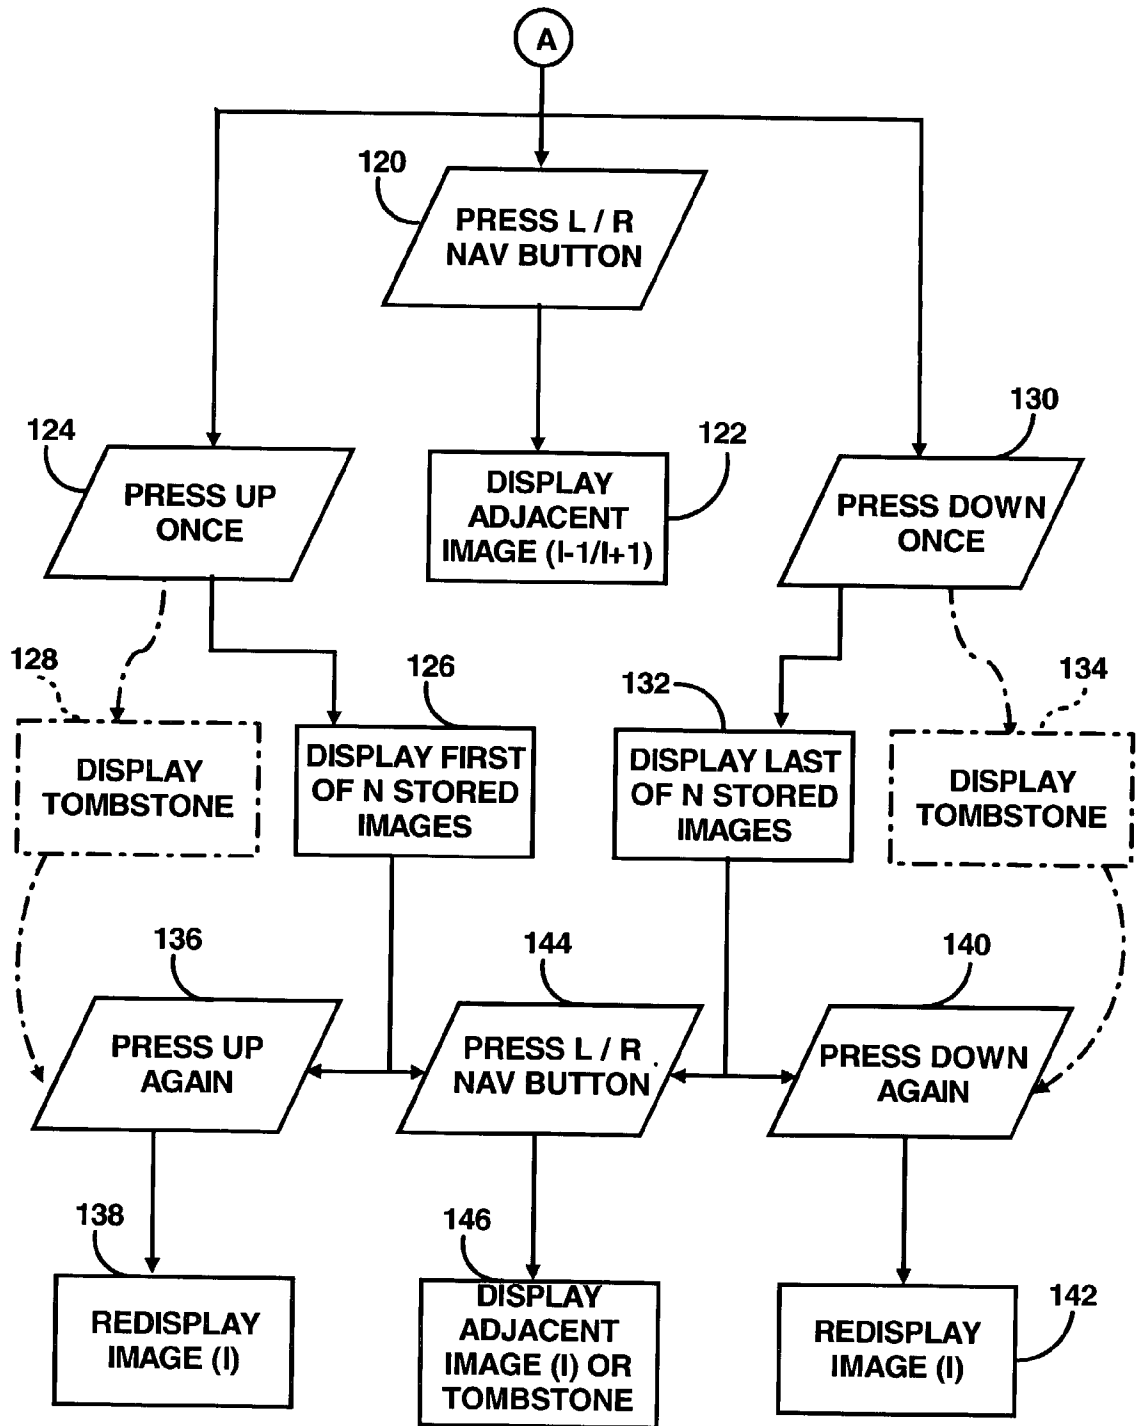 A
120
PRESS L / R
NAV BUTTON
124
PRESS UP
ONCE
122
DISPLAY
ADJACENT
IMAGE (I-1/I+1)
130
PRESS DOWN
ONCE
128
DISPLAY
TOMBSTONE
126
DISPLAY FIRST
OF N STORED
IMAGES
132
DISPLAY LAST
OF N STORED
IMAGES
134
DISPLAY
TOMBSTONE
136
PRESS UP
AGAIN
144
PRESS L / R
NAV BUTTON
140
PRESS DOWN
AGAIN
138
REDISPLAY
IMAGE (I)
146
DISPLAY
ADJACENT
IMAGE (I) OR
TOMBSTONE
142
REDISPLAY
IMAGE (I)